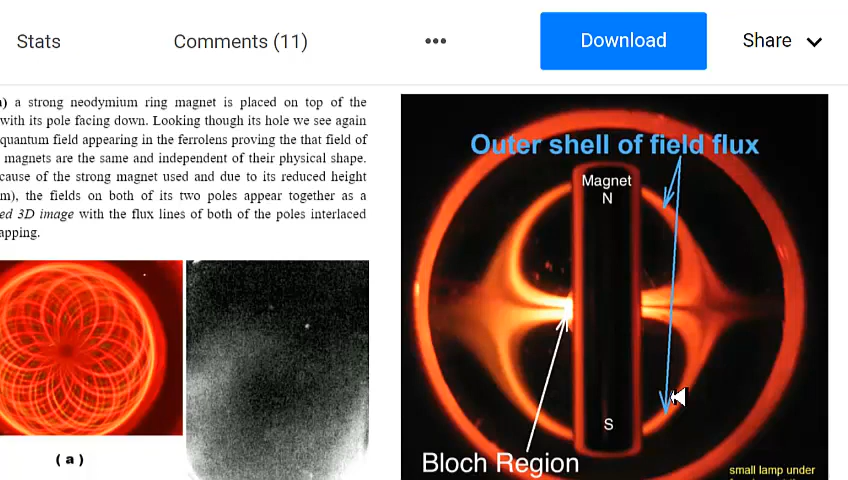 Stats
Comments (11)
•••
Download
Share
a strong neodymium ring magnet is placed on top of the
with its pole facing down. Looking though its hole we see again
quantum field appearing in the ferrolens proving the that field of
magnets are the same and independent of their physical shape.
cause of the strong magnet used and due to its reduced height
m), the fields on both of its two poles appear together as a
ed 3D image with the flux lines of both of the poles interlaced
apping.
( a )
Outer shell of field flux
Magnet
N
S
Bloch Region
small lamp under